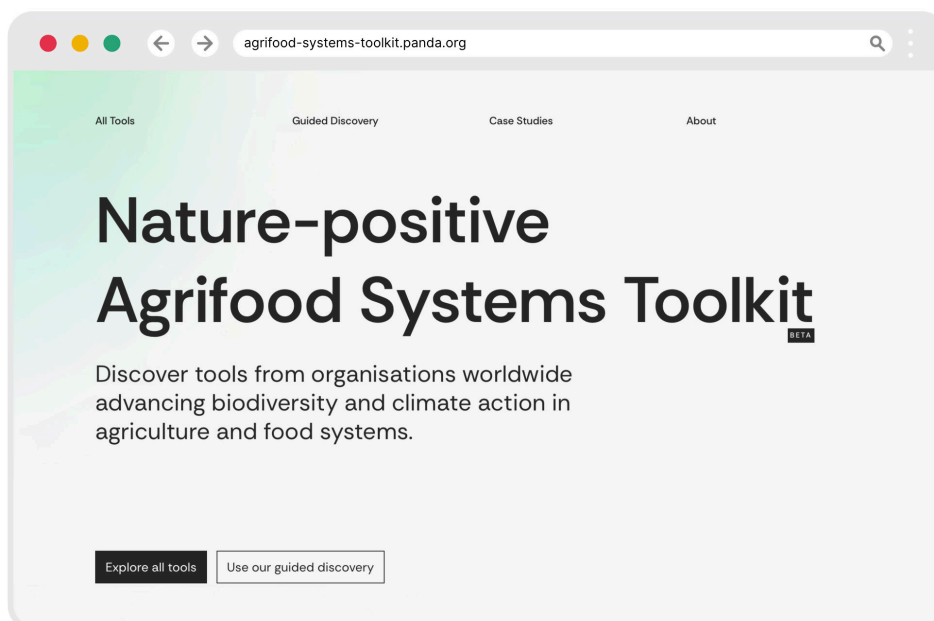 agrifood-systems-toolkit.panda.org
All Tools
Guided Discovery
Case Studies
About
Nature-positive
Agrifood Systems Toolkit
BETA
Discover tools from organisations worldwide
advancing biodiversity and climate action in
agriculture and food systems.
Explore all tools
Use our guided discovery